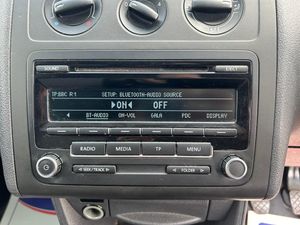 SOUND
EJECT
TP:BBC R1 SETUP: BLUETOOTH-AUDIO SOURCE
ON OFF
BT-AUDIO ON-VOL GALA PDC DISPLAY
RADIO MEDIA TP MENU
SEEK/TRACK FOLDER